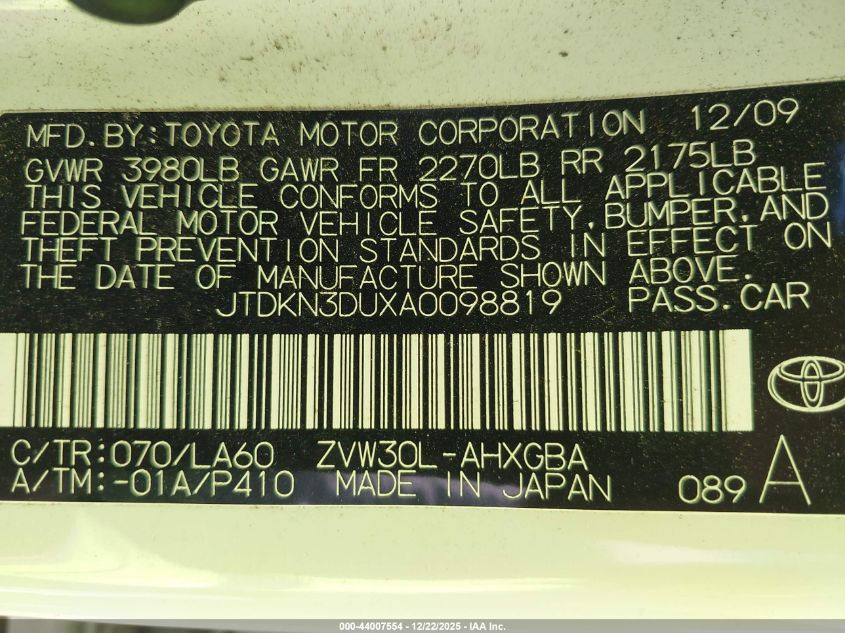 MFD. BY: TOYOTA MOTOR CORPORATION 12/09
GVWR 3980LB GAWR FR 2270LB RR 2175LB
THIS VEHICLE CONFORMS TO ALL APPLICABLE
FEDERAL MOTOR VEHICLE SAFETY, BUMPER, AND
THEFT PREVENTION STANDARDS IN EFFECT ON
THE DATE OF MANUFACTURE SHOWN ABOVE.
JTDKN3DUXA0098819 PASS. CAR
C/TR: 070/LA60 ZVW30L-AHXGBA
A/TM: -01A/P410 MADE IN JAPAN 089 A
000-44007554 - 12/22/2025 - IAA Inc.